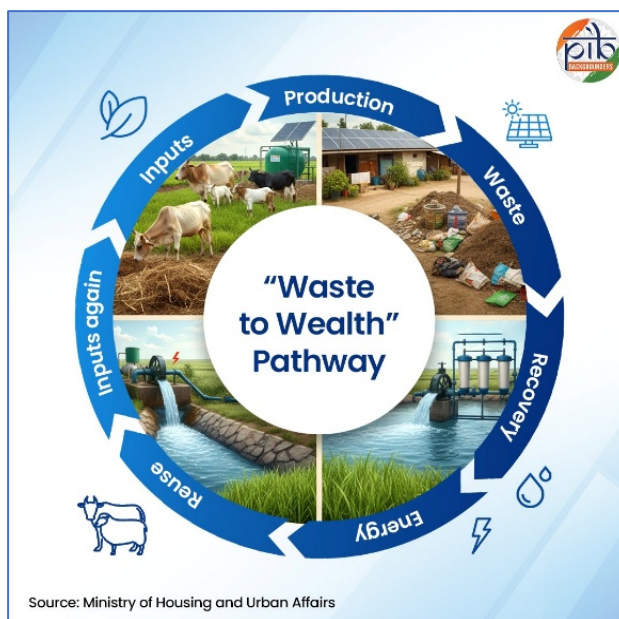 pib
BACKGROUNDERS
Production
Waste
Recovery
Energy
Reuse
Inputs again
Inputs
“Waste
to Wealth”
Pathway
Source: Ministry of Housing and Urban Affairs